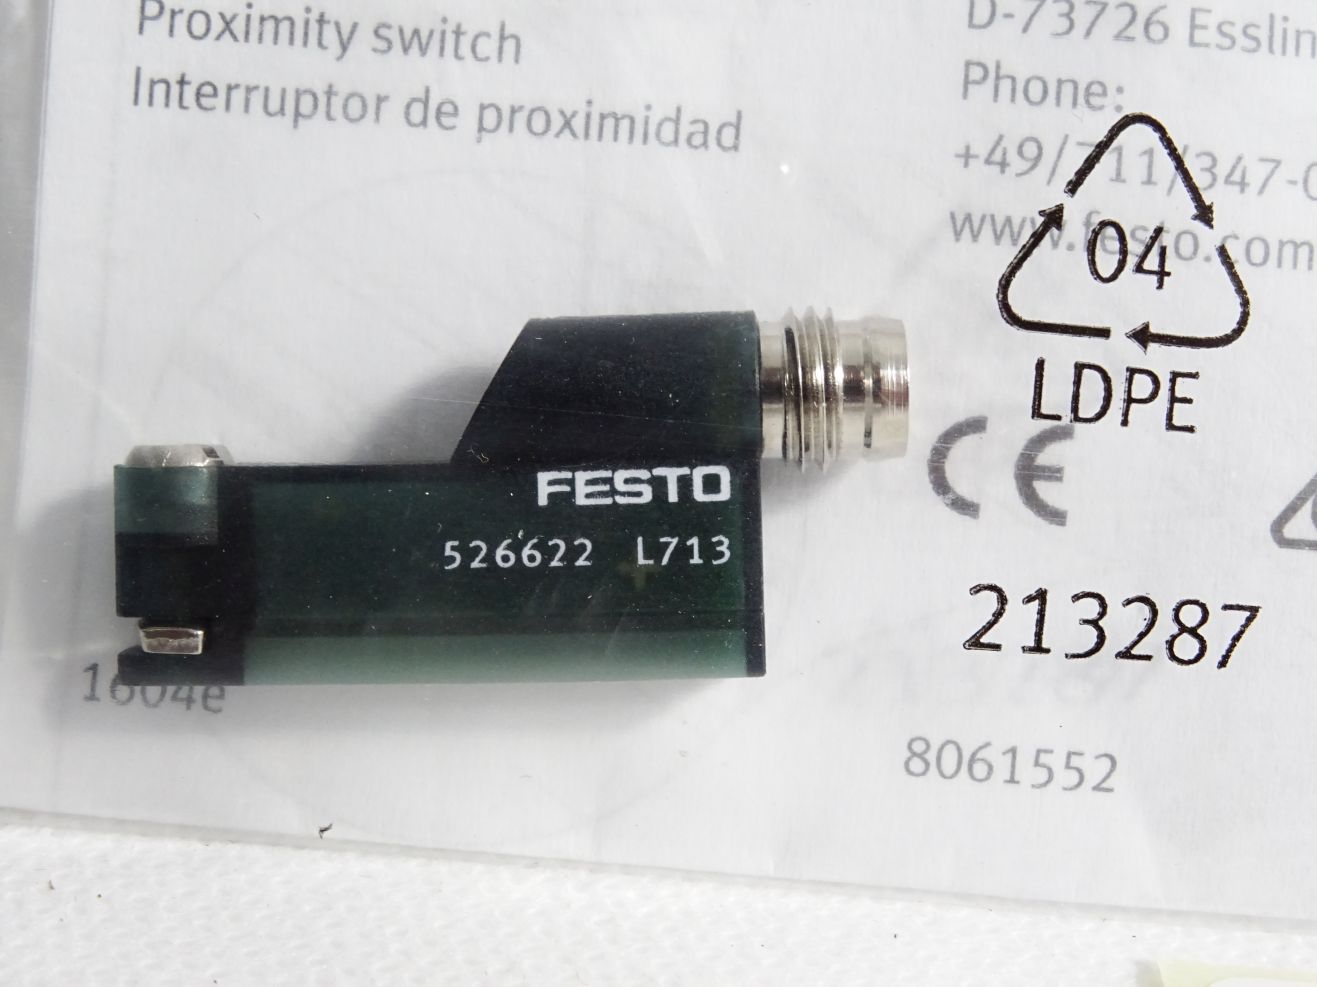 Proximity switch
Interruptor de proximidad
D-73726 Esslin
Phone:
+49/711/347-0
www.festo.com
04
LDPE
CE
FESTO
526622 L713
213287
1604e
8061552